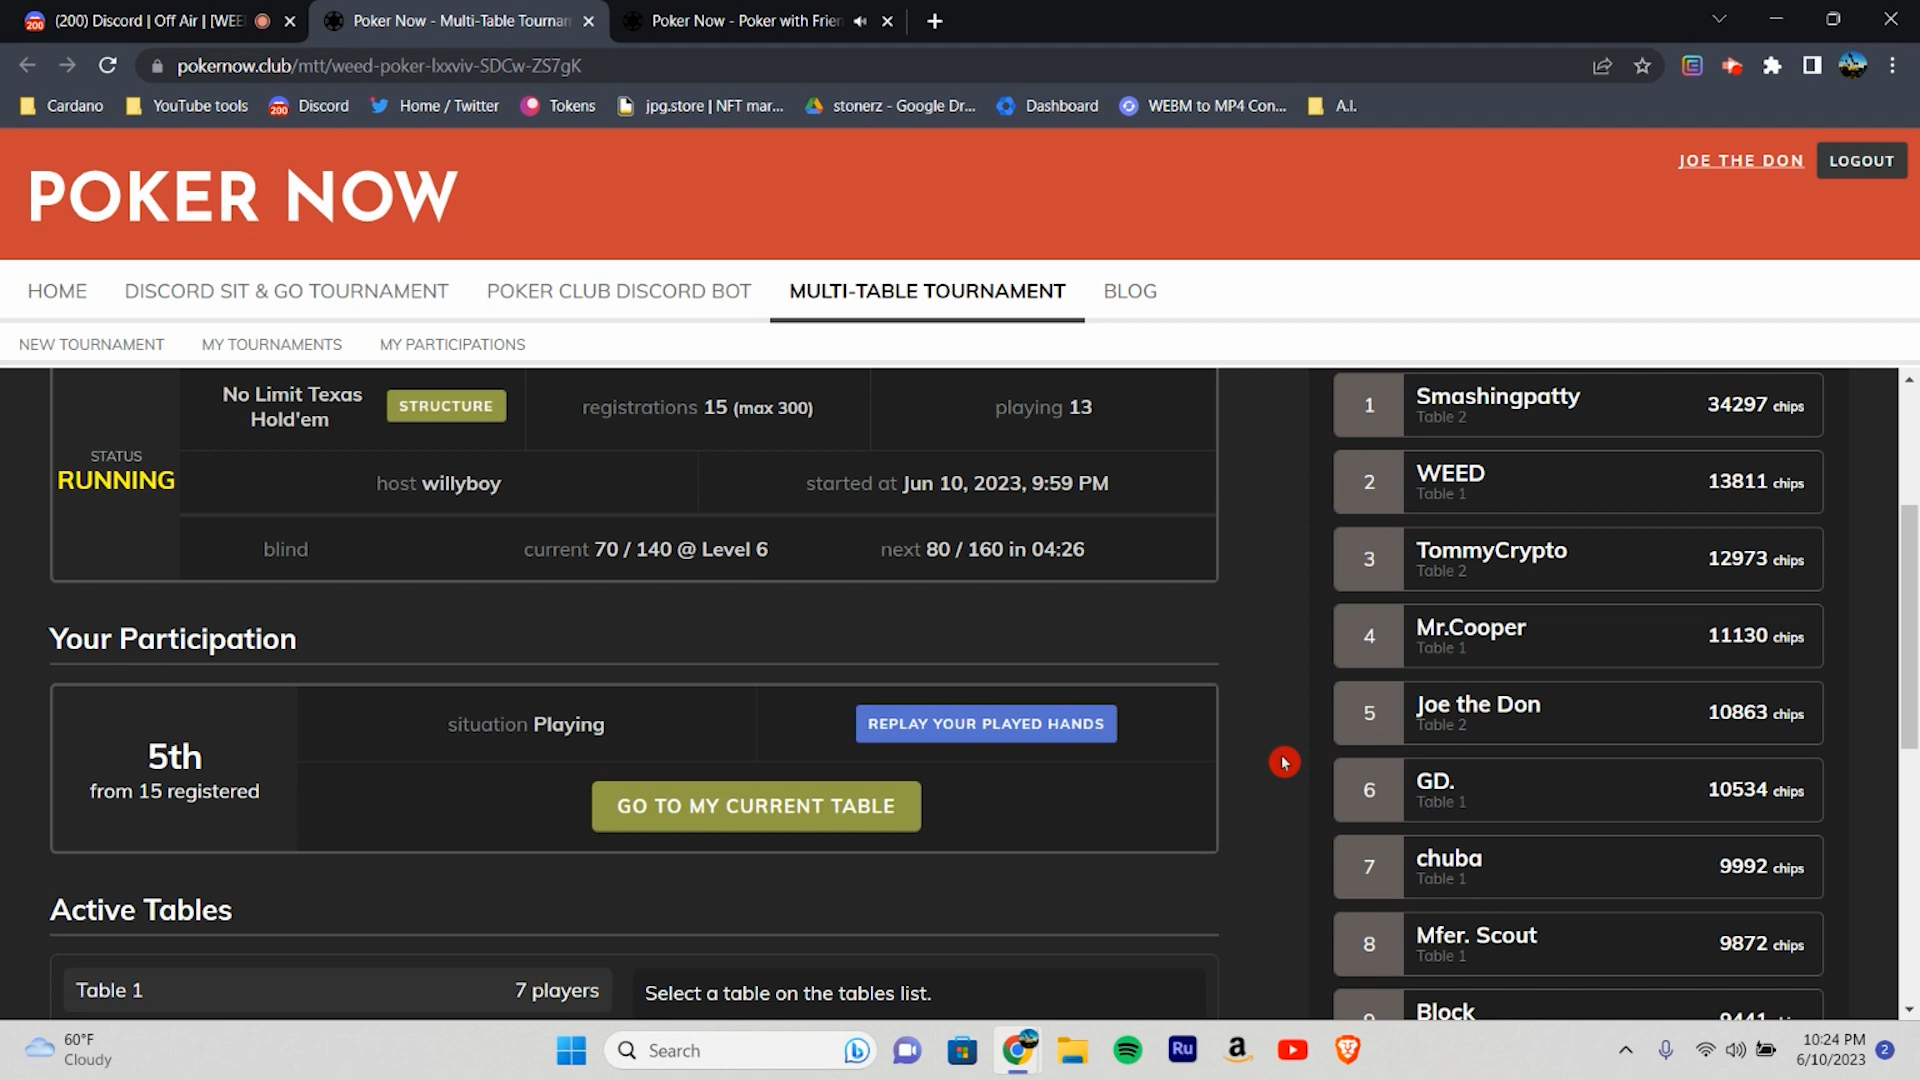 (200) Discord | Off Air | [WEE
Poker Now - Multi-Table Tournam
Poker Now - Poker with Frien
pokernow.club/mtt/weed-poker-lxxviv-SDCw-ZS7gK
Cardano
YouTube tools
Discord
Home / Twitter
Tokens
jpg.store | NFT mar...
stonerz - Google Dr...
Dashboard
WEBM to MP4 Con...
A.I.
POKER NOW
JOE THE DON
LOGOUT
HOME
DISCORD SIT & GO TOURNAMENT
POKER CLUB DISCORD BOT
MULTI-TABLE TOURNAMENT
BLOG
NEW TOURNAMENT
MY TOURNAMENTS
MY PARTICIPATIONS
STATUS
RUNNING
No Limit Texas
Hold'em
STRUCTURE
registrations 15 (max 300)
playing 13
host willyboy
started at Jun 10, 2023, 9:59 PM
blind
current 70 / 140 @ Level 6
next 80 / 160 in 04:26
Your Participation
5th
from 15 registered
situation Playing
REPLAY YOUR PLAYED HANDS
GO TO MY CURRENT TABLE
Active Tables
Table 1
7 players
Select a table on the tables list.
1 Smashingpatty 34297 chips
Table 2
2 WEED 13811 chips
Table 1
3 TommyCrypto 12973 chips
Table 2
4 Mr.Cooper 11130 chips
Table 1
5 Joe the Don 10863 chips
Table 2
6 GD. 10534 chips
Table 1
7 chuba 9992 chips
Table 1
8 Mfer. Scout 9872 chips
Table 1
Block
60°F
Cloudy
Search
Ru
10:24 PM
6/10/2023
2